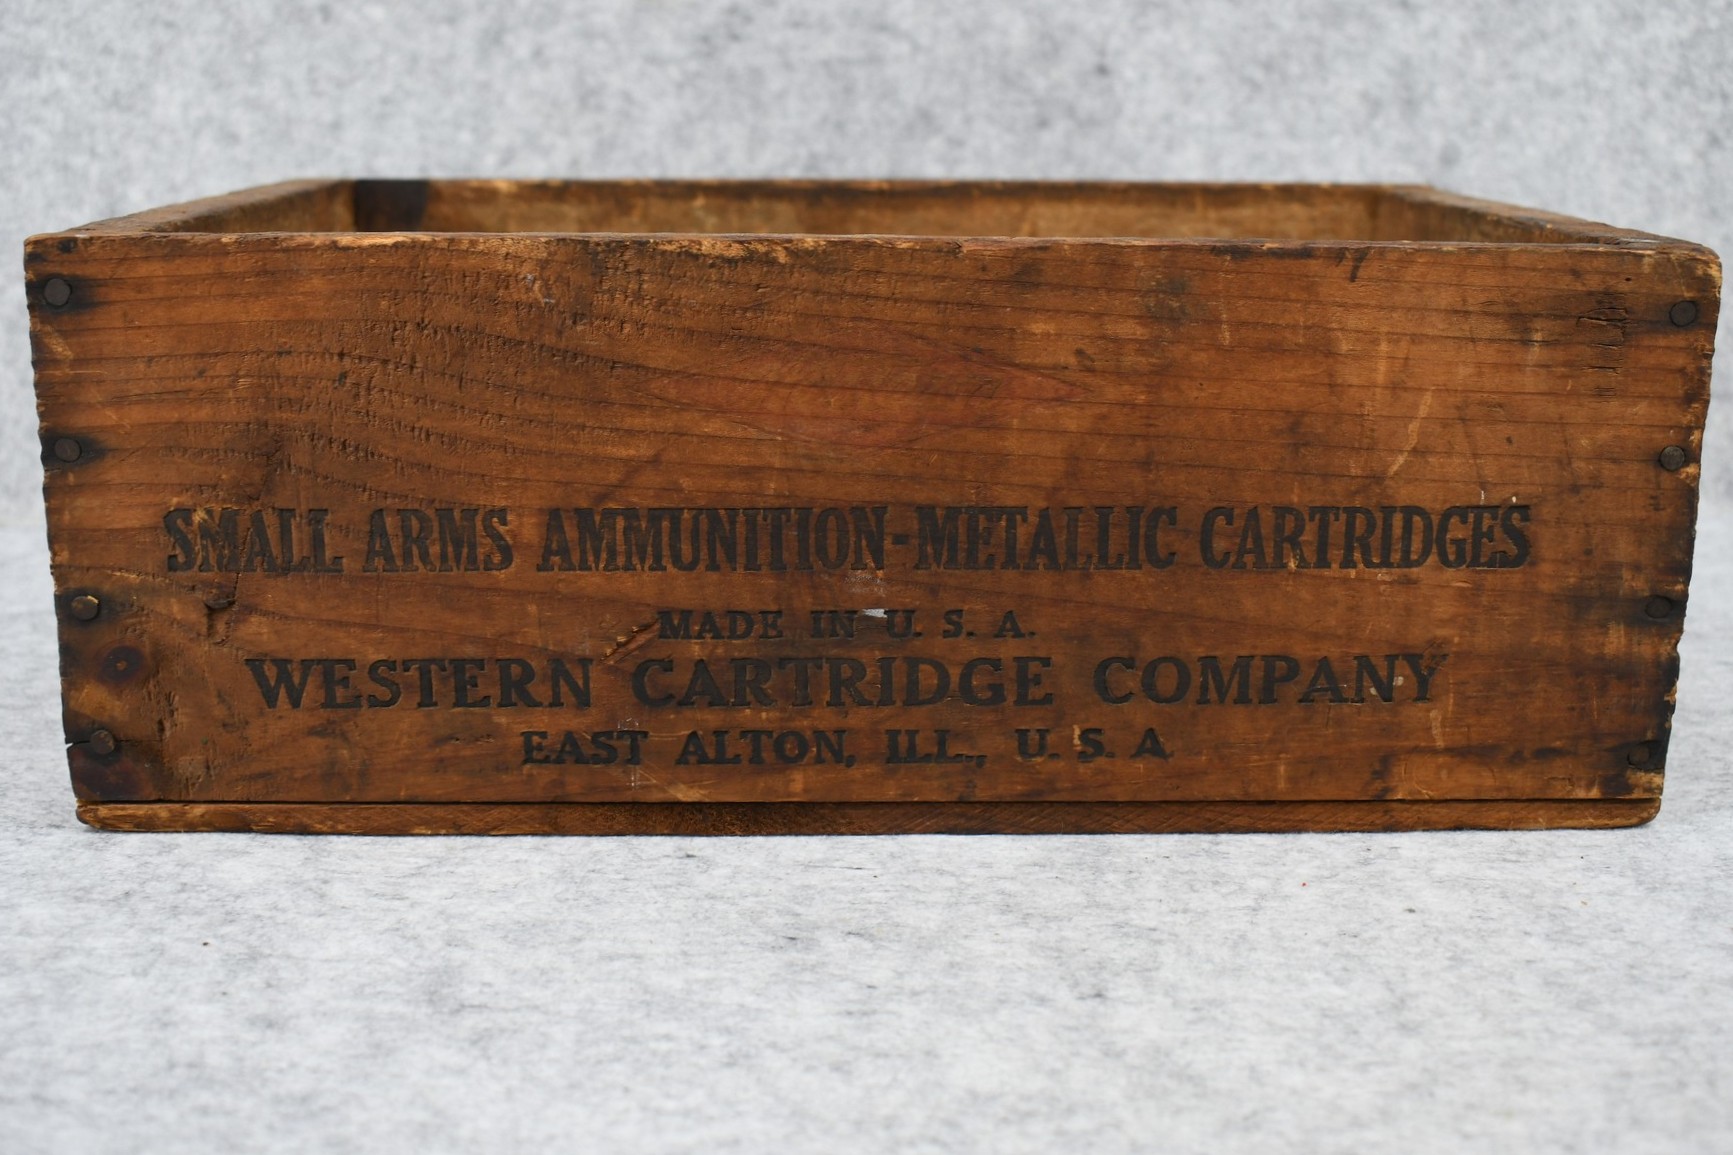 SMALL ARMS AMMUNITION-METALLIC CARTRIDGES
MADE IN U. S. A.
WESTERN CARTRIDGE COMPANY
EAST ALTON, ILL., U. S. A